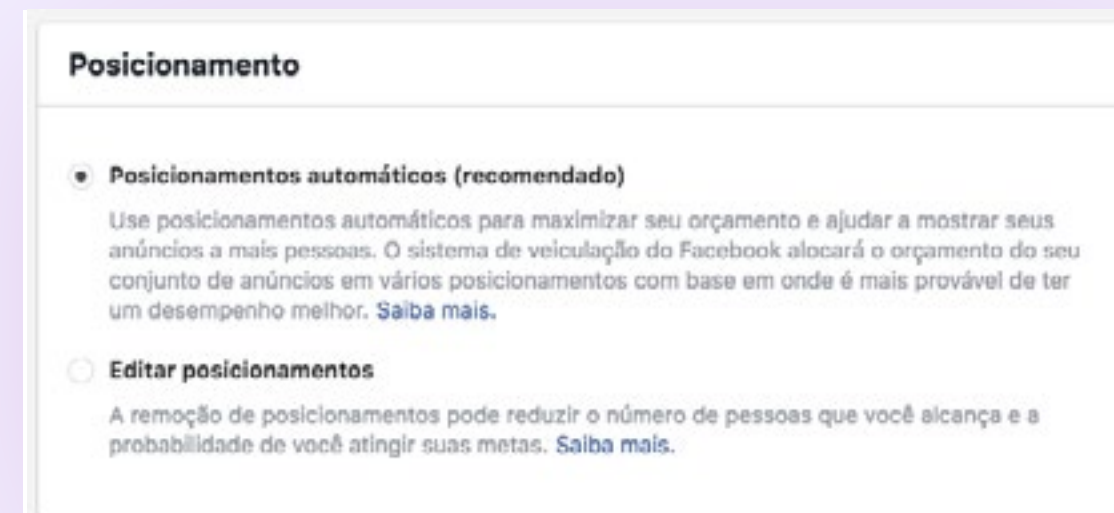 Posicionamento
Posicionamentos automáticos (recomendado)
Use posicionamentos automáticos para maximizar seu orçamento e ajudar a mostrar seus
anúncios a mais pessoas. O sistema de veiculação do Facebook alocará o orçamento do seu
conjunto de anúncios em vários posicionamentos com base em onde é mais provável de ter
um desempenho melhor. Saiba mais.
Editar posicionamentos
A remoção de posicionamentos pode reduzir o número de pessoas que você alcança e a
probabilidade de você atingir suas metas. Saiba mais.